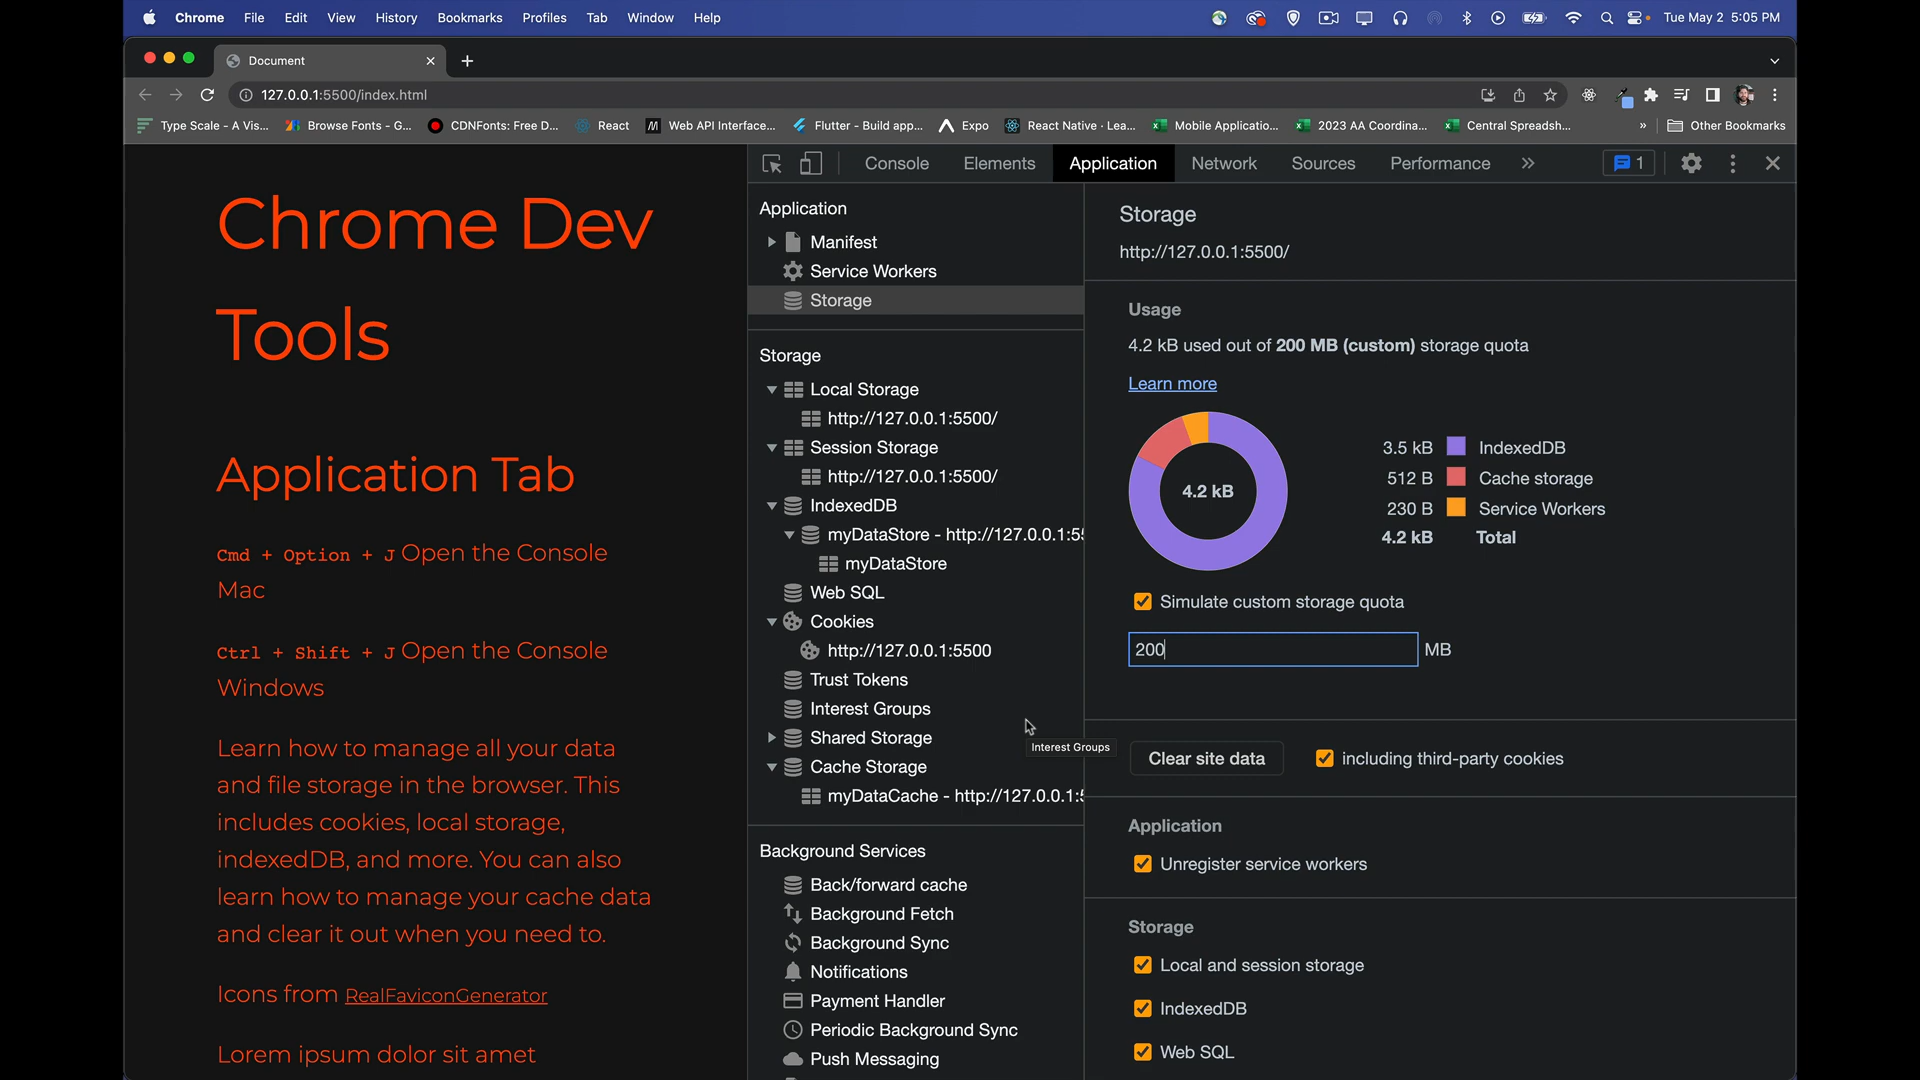 Chrome File Edit View History Bookmarks Profiles Tab Window Help Tue May 2 5:05 PM
Document
127.0.0.1:5500/index.html
Type Scale - A Vis... Browse Fonts - G... CDNFonts: Free D... React Web API Interface... Flutter - Build app... Expo React Native · Lea... Mobile Applicatio... 2023 AA Coordina... Central Spreadsh... » Other Bookmarks
Console Elements Application Network Sources Performance » 1
Chrome Dev
Tools
Application Tab
Cmd + Option + J Open the Console
Mac
Ctrl + Shift + J Open the Console
Windows
Learn how to manage all your data
and file storage in the browser. This
includes cookies, local storage,
indexedDB, and more. You can also
learn how to manage your cache data
and clear it out when you need to.
Icons from RealFaviconGenerator
Lorem ipsum dolor sit amet
Application
Manifest
Service Workers
Storage
Storage
Local Storage
http://127.0.0.1:5500/
Session Storage
http://127.0.0.1:5500/
IndexedDB
myDataStore - http://127.0.0.1:55
myDataStore
Web SQL
Cookies
http://127.0.0.1:5500
Trust Tokens
Interest Groups
Shared Storage
Interest Groups
Cache Storage
myDataCache - http://127.0.0.1:5
Background Services
Back/forward cache
Background Fetch
Background Sync
Notifications
Payment Handler
Periodic Background Sync
Push Messaging
Storage
http://127.0.0.1:5500/
Usage
4.2 kB used out of 200 MB (custom) storage quota
Learn more
4.2 kB
3.5 kB IndexedDB
512 B Cache storage
230 B Service Workers
4.2 kB Total
Simulate custom storage quota
200 MB
Clear site data including third-party cookies
Application
Unregister service workers
Storage
Local and session storage
IndexedDB
Web SQL